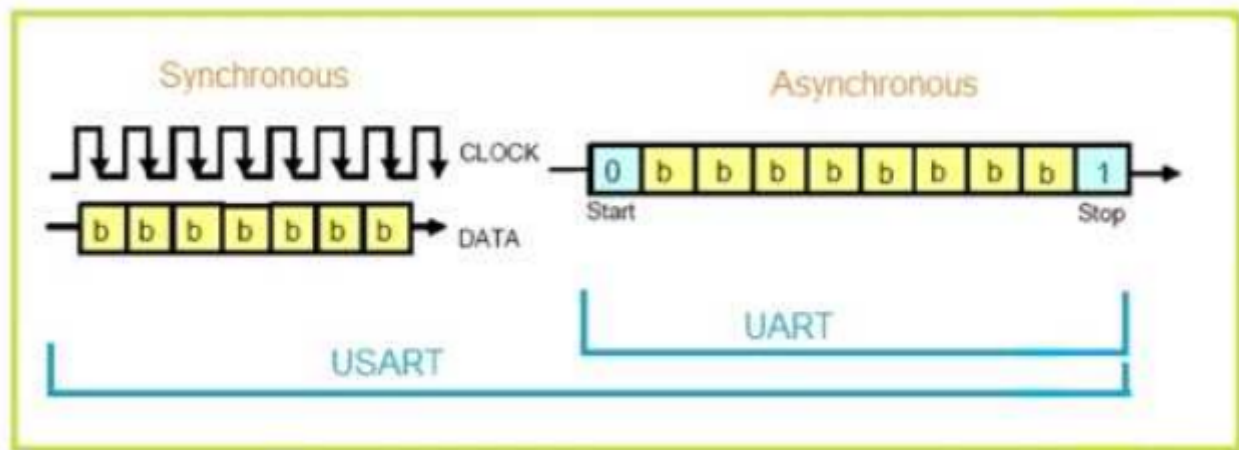 Synchronous
Asynchronous
CLOCK
0 b b b b b b b b 1
Start
Stop
b b b b b b b
DATA
UART
USART